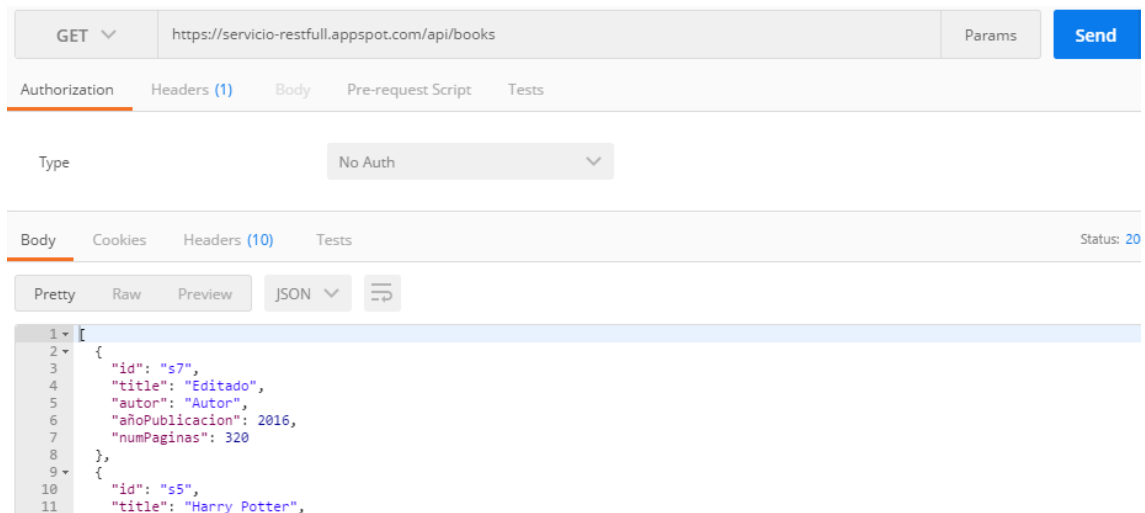 GET https://servicio-restfull.appspot.com/api/books Params Send
Authorization Headers (1) Body Pre-request Script Tests
Type No Auth
Body Cookies Headers (10) Tests Status: 20
Pretty Raw Preview JSON
1 [
2 {
3 "id": "s7",
4 "title": "Editado",
5 "autor": "Autor",
6 "añoPublicacion": 2016,
7 "numPaginas": 320
8 },
9 {
10 "id": "s5",
11 "title": "Harry Potter",